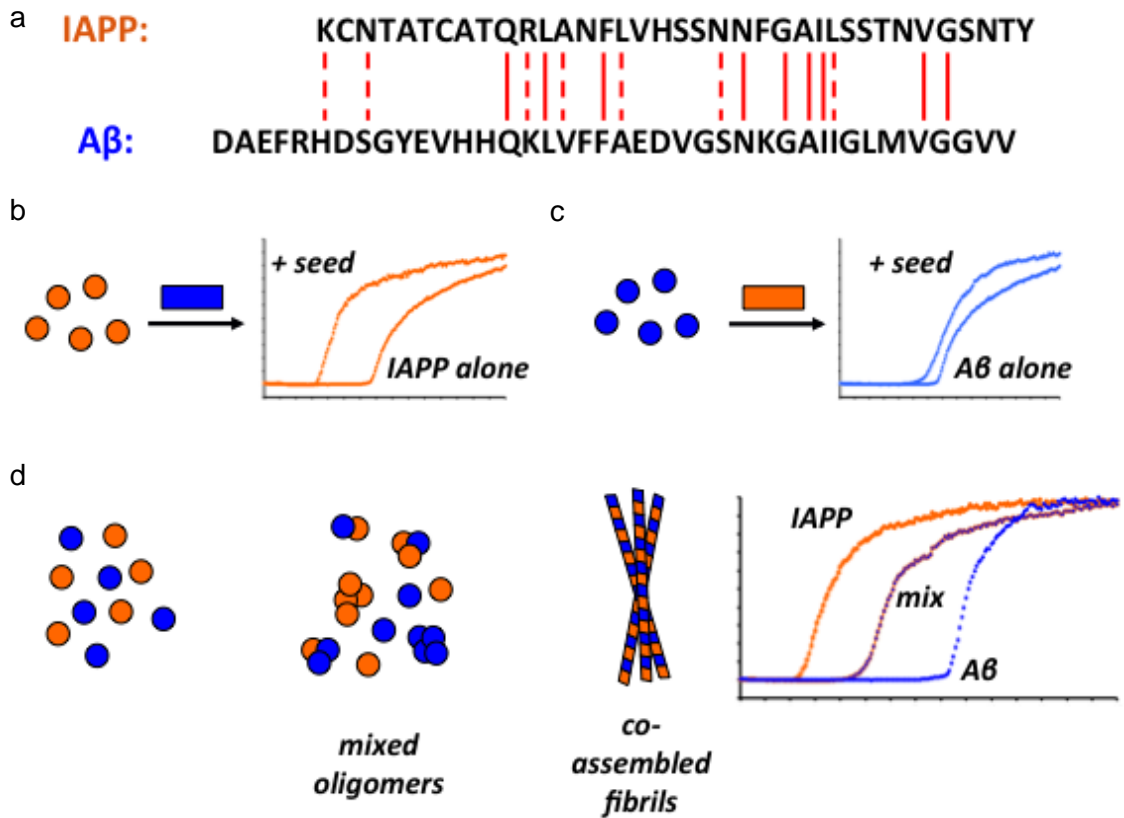 a
IAPP: KCNTATCATQRLANFLVHSSNNFGAILSSTNVGSNTY
Aβ: DAEFRHDSGYEVHHQKLVFFAEDVGSNKGAIIGLMVGGVV
b
+ seed
IAPP alone
c
+ seed
Aβ alone
d
mixed
oligomers
co-
assembled
fibrils
IAPP
mix
Aβ